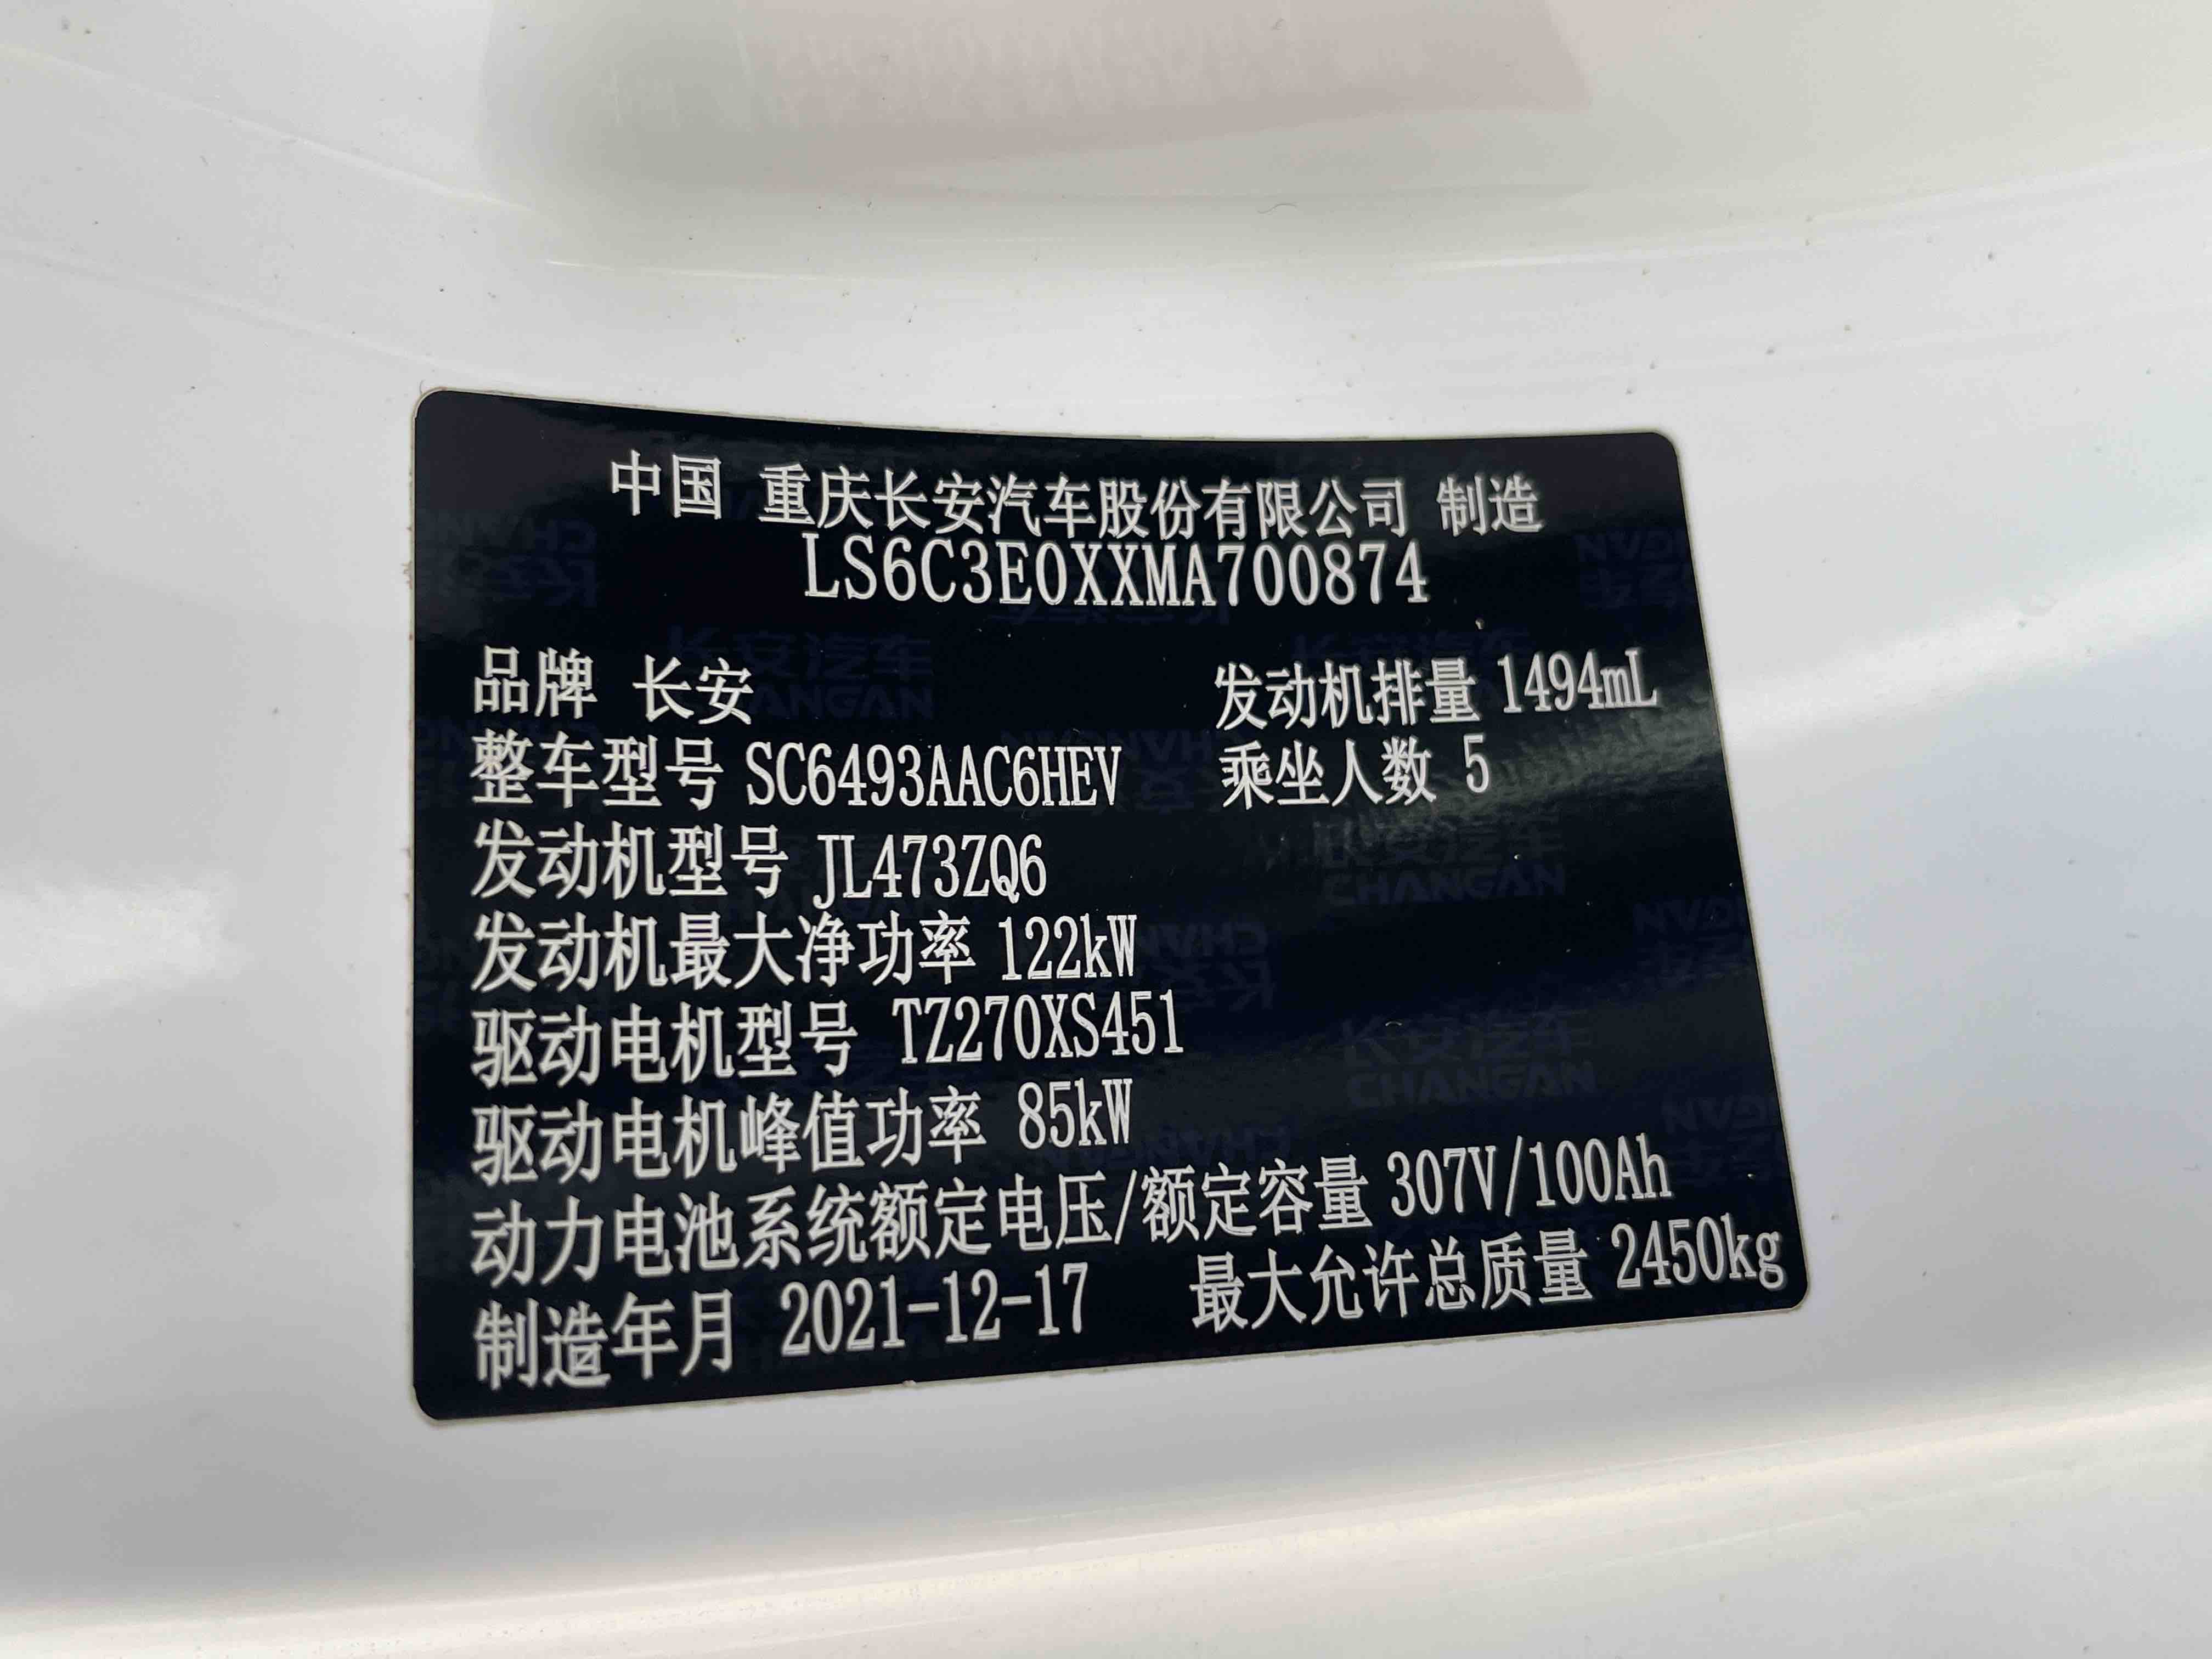 中国 重庆长安汽车股份有限公司 制造
LS6C3E0XXMA700874
品牌 长安 发动机排量 1494mL
整车型号 SC6493AAC6HEV 乘坐人数 5
发动机型号 JL473ZQ6
发动机最大净功率 122kW
驱动电机型号 TZ270XS451
驱动电机峰值功率 85kW
动力电池系统额定电压/额定容量 307V/100Ah
制造年月 2021-12-17 最大允许总质量 2450kg